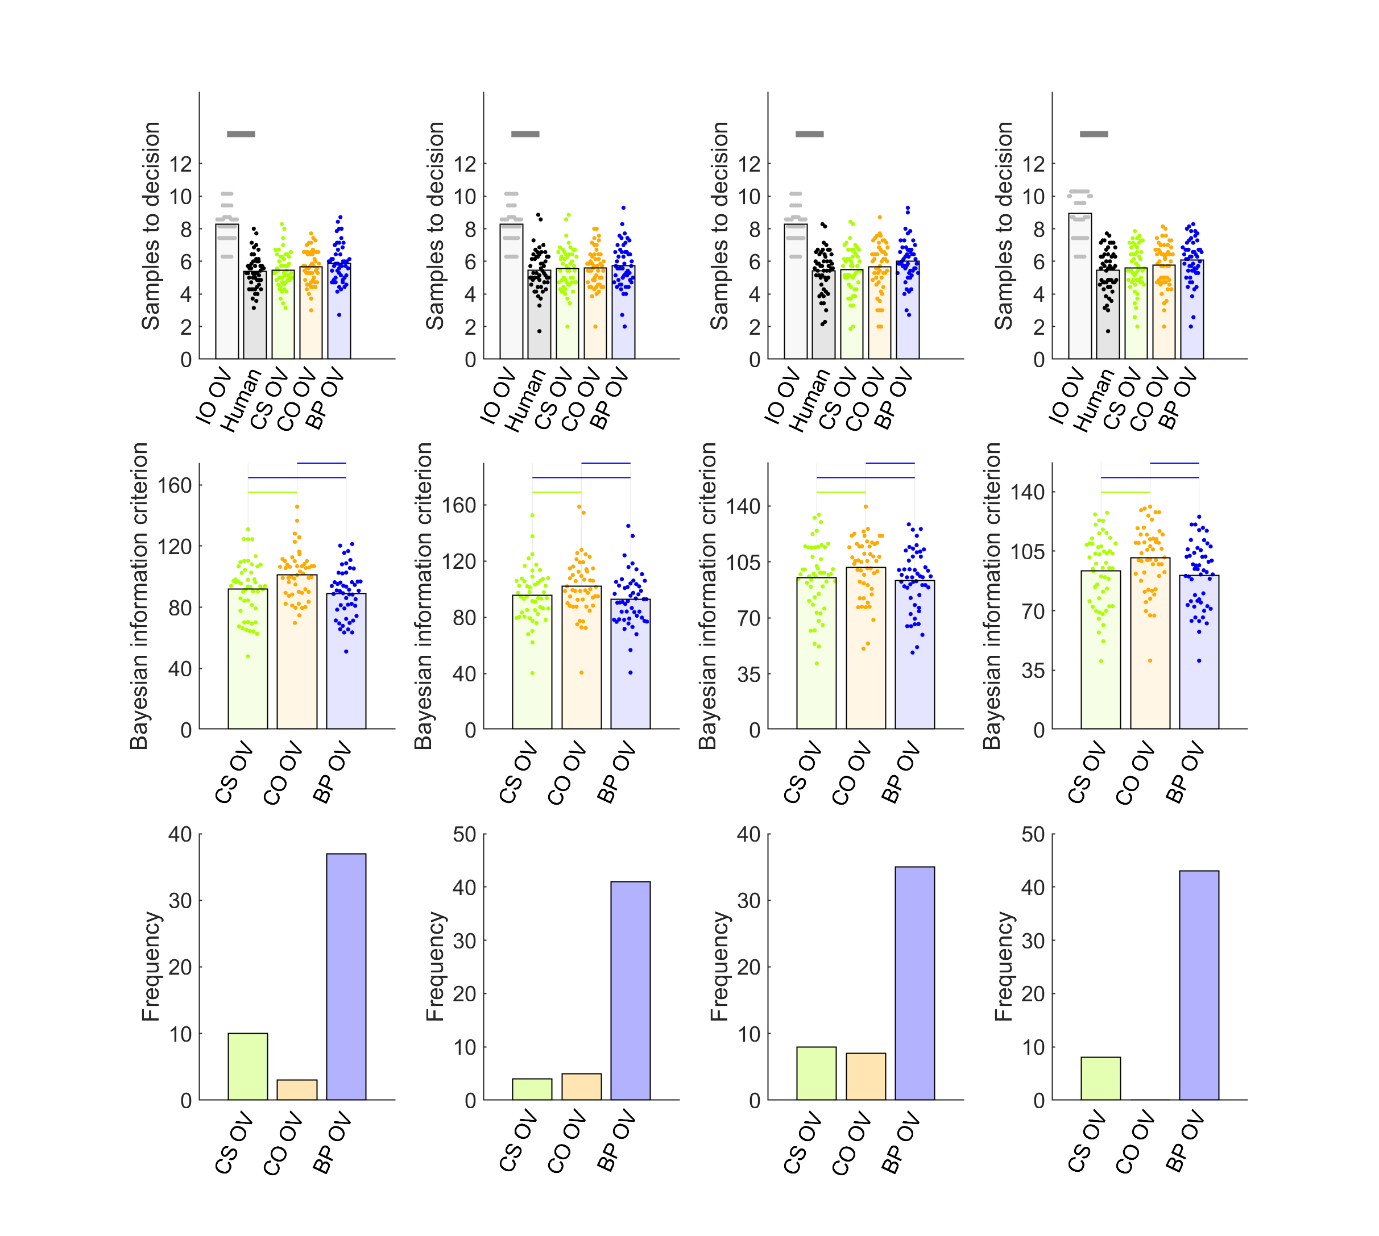 Samples to decision
12
10
8
6
4
2
0
IO OV
Human
CS OV
CO OV
BP OV
Samples to decision
12
10
8
6
4
2
0
IO OV
Human
CS OV
CO OV
BP OV
Samples to decision
12
10
8
6
4
2
0
IO OV
Human
CS OV
CO OV
BP OV
Samples to decision
12
10
8
6
4
2
0
IO OV
Human
CS OV
CO OV
BP OV
Bayesian information criterion
160
120
80
40
0
CS OV
CO OV
BP OV
Bayesian information criterion
160
120
80
40
0
CS OV
CO OV
BP OV
Bayesian information criterion
140
105
70
35
0
CS OV
CO OV
BP OV
Bayesian information criterion
140
105
70
35
0
CS OV
CO OV
BP OV
Frequency
40
30
20
10
0
CS OV
CO OV
BP OV
Frequency
50
40
30
20
10
0
CS OV
CO OV
BP OV
Frequency
40
30
20
10
0
CS OV
CO OV
BP OV
Frequency
50
40
30
20
10
0
CS OV
CO OV
BP OV